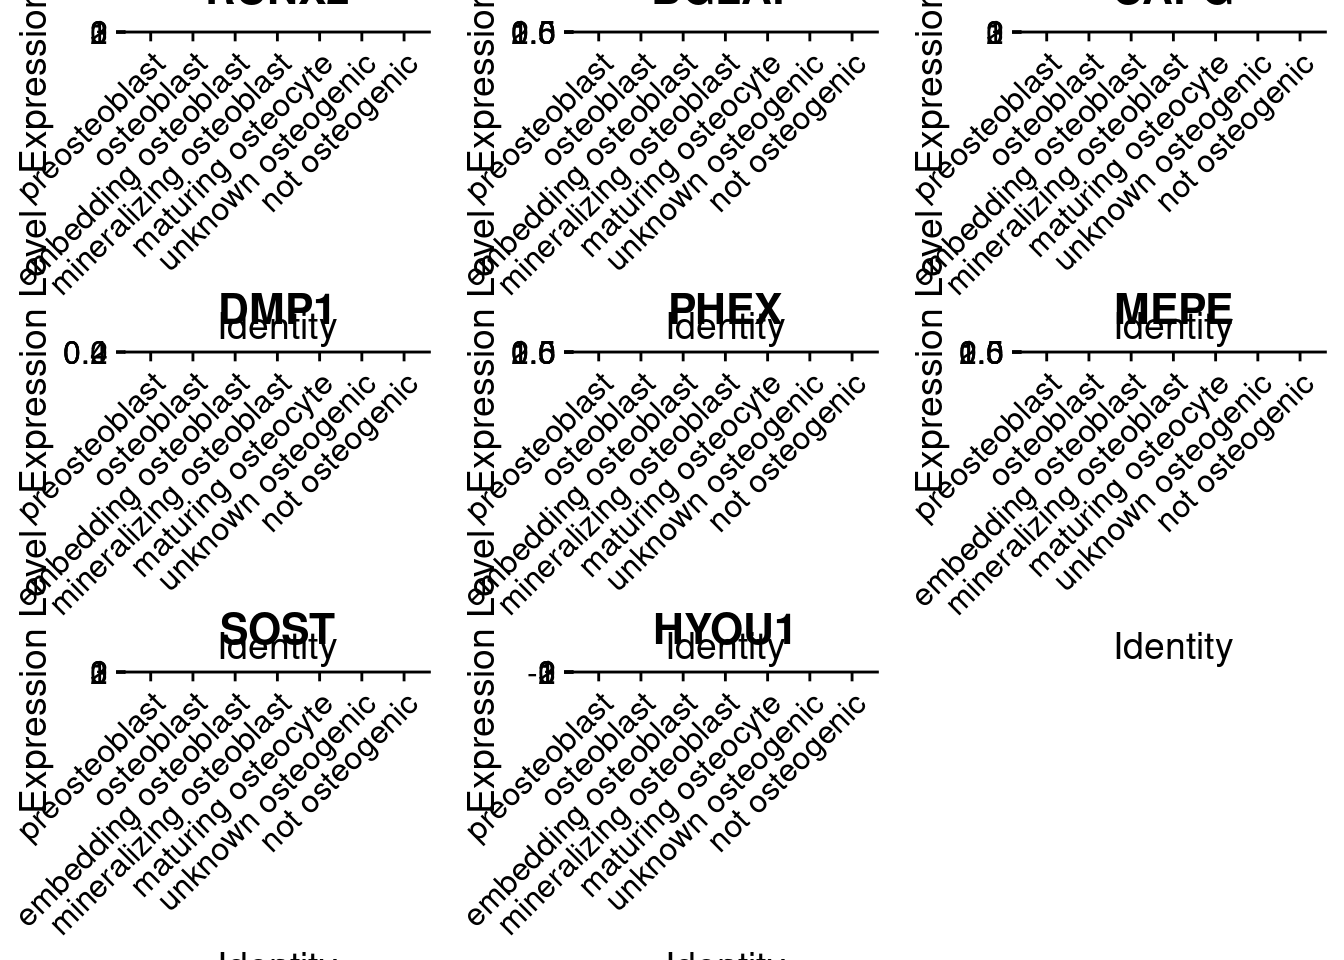 preosteoblast
osteoblast
embedding osteoblast
mineralizing osteoblast
maturing osteocyte
unknown osteogenic
not osteogenic
Expression Level
Identity
preosteoblast
osteoblast
embedding osteoblast
mineralizing osteoblast
maturing osteocyte
unknown osteogenic
not osteogenic
Expression Level
Identity
preosteoblast
osteoblast
embedding osteoblast
mineralizing osteoblast
maturing osteocyte
unknown osteogenic
not osteogenic
Expression Level
Identity
DMP1
preosteoblast
osteoblast
embedding osteoblast
mineralizing osteoblast
maturing osteocyte
unknown osteogenic
not osteogenic
Expression Level
Identity
PHEX
preosteoblast
osteoblast
embedding osteoblast
mineralizing osteoblast
maturing osteocyte
unknown osteogenic
not osteogenic
Expression Level
Identity
MEPE
preosteoblast
osteoblast
embedding osteoblast
mineralizing osteoblast
maturing osteocyte
unknown osteogenic
not osteogenic
Expression Level
Identity
SOST
preosteoblast
osteoblast
embedding osteoblast
mineralizing osteoblast
maturing osteocyte
unknown osteogenic
not osteogenic
Expression Level
Identity
HYOU1
preosteoblast
osteoblast
embedding osteoblast
mineralizing osteoblast
maturing osteocyte
unknown osteogenic
not osteogenic
Expression Level
Identity